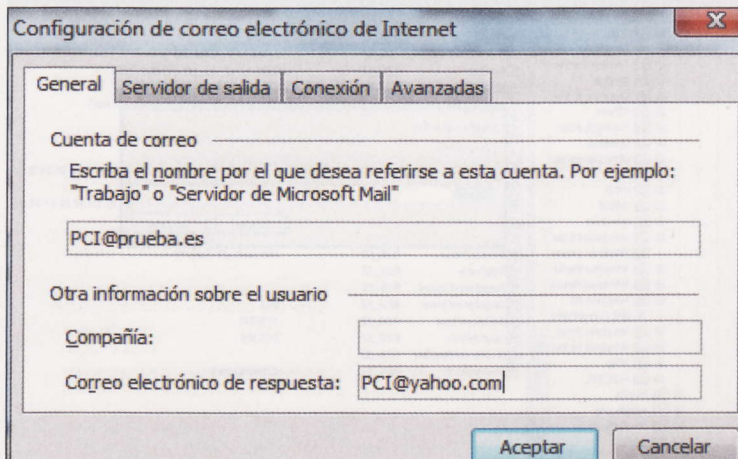 Configuración de correo electrónico de Internet
General
Servidor de salida
Conexión
Avanzadas
Cuenta de correo
Escriba el nombre por el que desea referirse a esta cuenta. Por ejemplo:
"Trabajo" o "Servidor de Microsoft Mail"
PCI@prueba.es
Otra información sobre el usuario
Compañía:
Correo electrónico de respuesta: PCI@yahoo.com
Aceptar
Cancelar